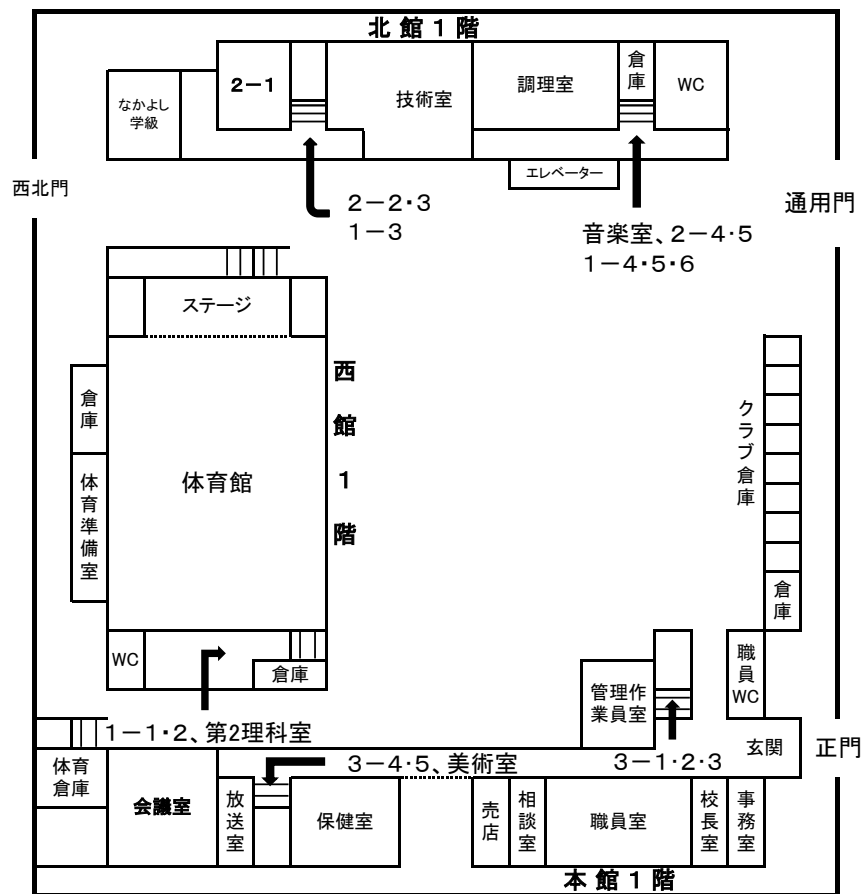 北館１階
２－１
倉庫
なかよし
学級
技術室
調理室
WC
エレベーター
西北門
通用門
２－２・３
１－３
音楽室、２－４・５
１－４・５・６
ステージ
西館１階
倉庫
体育準備室
体育館
クラブ倉庫
倉庫
WC
倉庫
職員
WC
管理作
業員室
１－１・２、第2理科室
３－４・５、美術室
３－１・２・３
玄関
正門
体育
倉庫
会議室
放送室
保健室
売店
相談室
職員室
校長室
事務室
本館１階